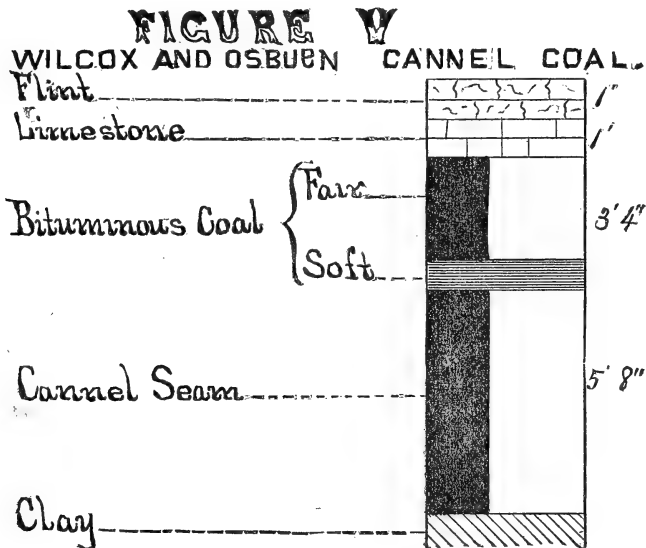 FIGURE V
WILCOX AND OSBUEN CANNEL COAL.
Flint 1"
Limestone 1'
Fair
Bituminous Coal 3'4"
Soft
Cannel Seam 5'8"
Clay